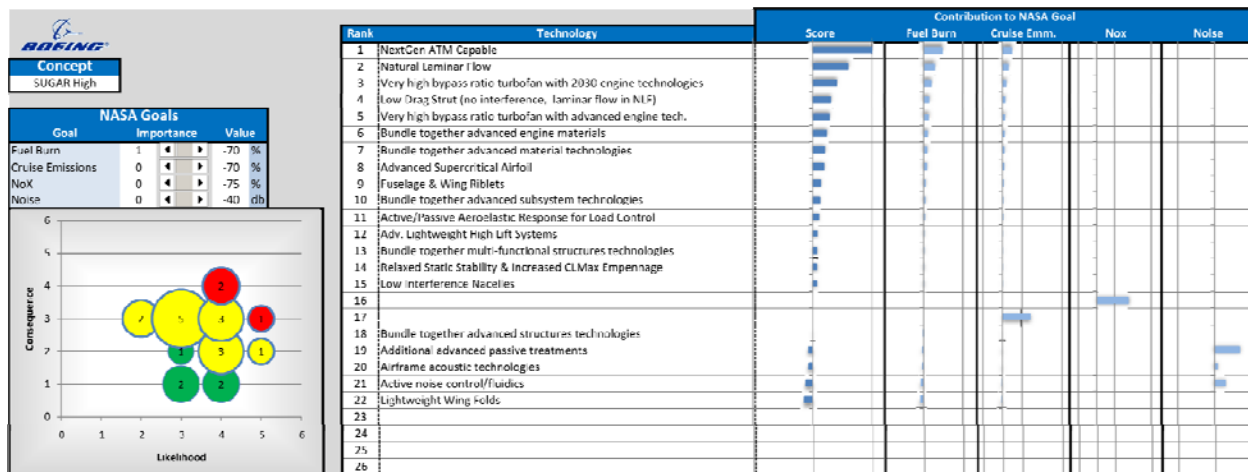 BOEING
Concept
SUGAR High
NASA Goals
Goal Importance Value
Fuel Burn 1 -70 %
Cruise Emissions 0 -70 %
NoX 0 -75 %
Noise 0 -40 db
Consequence
6
5
4
3
2
1
0
2
2 5 3 1
1 3 1
2 2
0 1 2 3 4 5 6
Likelihood
Contribution to NASA Goal
Rank Technology Score Fuel Burn Cruise Emm. Nox Noise
1 NextGen ATM Capable
2 Natural Laminar Flow
3 Very high bypass ratio turbofan with 2030 engine technologies
4 Low Drag Strut (no interference, laminar flow in NLF)
5 Very high bypass ratio turbofan with advanced engine tech.
6 Bundle together advanced engine materials
7 Bundle together advanced material technologies
8 Advanced Supercritical Airfoil
9 Fuselage & Wing Riblets
10 Bundle together advanced subsystem technologies
11 Active/Passive Aeroelastic Response for Load Control
12 Adv. Lightweight High Lift Systems
13 Bundle together multi-functional structures technologies
14 Relaxed Static Stability & Increased CLMax Empennage
15 Low Interference Nacelles
16
17
18 Bundle together advanced structures technologies
19 Additional advanced passive treatments
20 Airframe acoustic technologies
21 Active noise control/fluidics
22 Lightweight Wing Folds
23
24
25
26